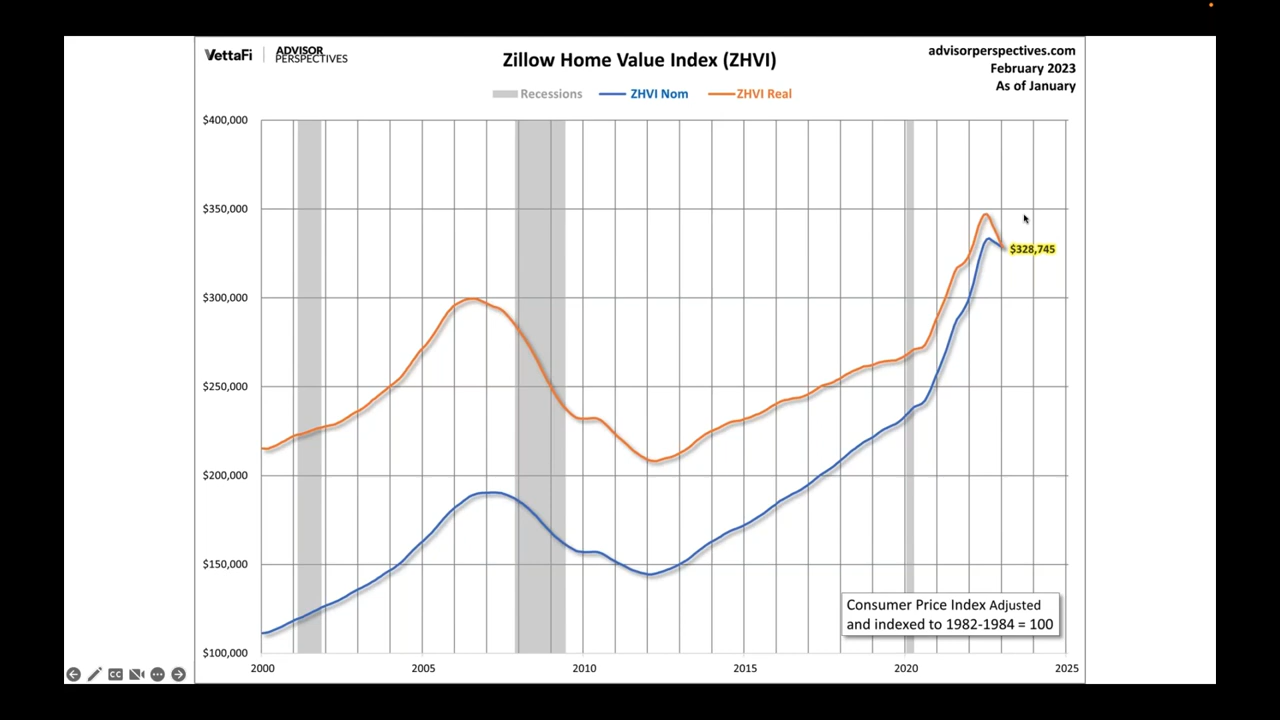 VettaFi
ADVISOR
PERSPECTIVES
Zillow Home Value Index (ZHVI)
advisorperspectives.com
February 2023
As of January
Recessions ZHVI Nom ZHVI Real
$400,000
$350,000
$328,745
$300,000
$250,000
$200,000
$150,000
Consumer Price Index Adjusted
and indexed to 1982-1984 = 100
$100,000
2000 2005 2010 2015 2020 2025
CC